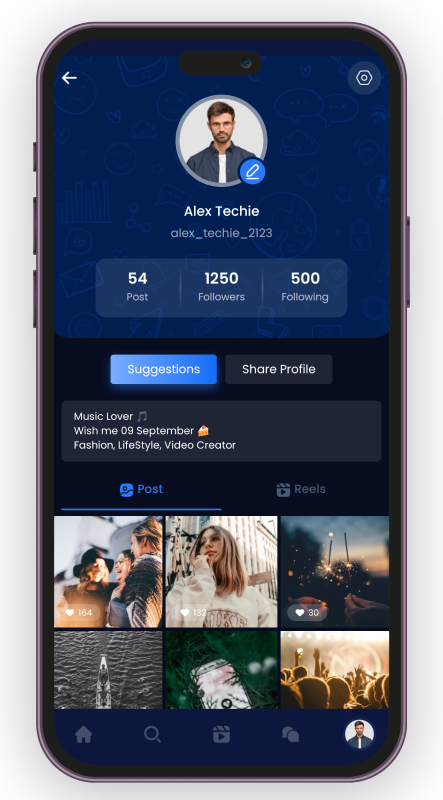 Alex Techie
alex_techie_2123
54 1250 500
Post Followers Following
Suggestions Share Profile
Music Lover 🎵
Wish me 09 September 🍰
Fashion, LifeStyle, Video Creator
Post Reels
164 132 30